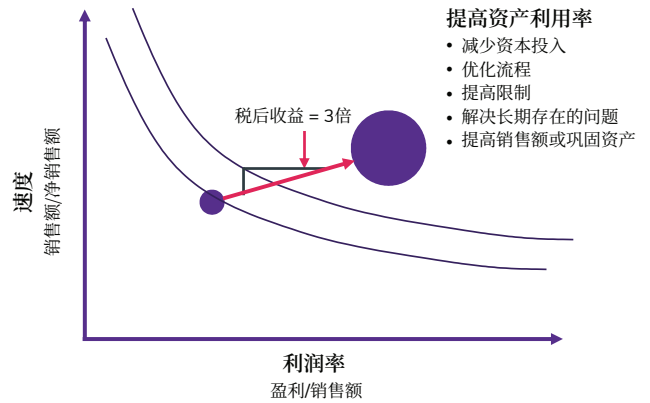 提高资产利用率
• 减少资本投入
• 优化流程
• 提高限制
• 解决长期存在的问题
• 提高销售额或巩固资产
税后收益 = 3倍
速度
销售额/净销售额
利润率
盈利/销售额